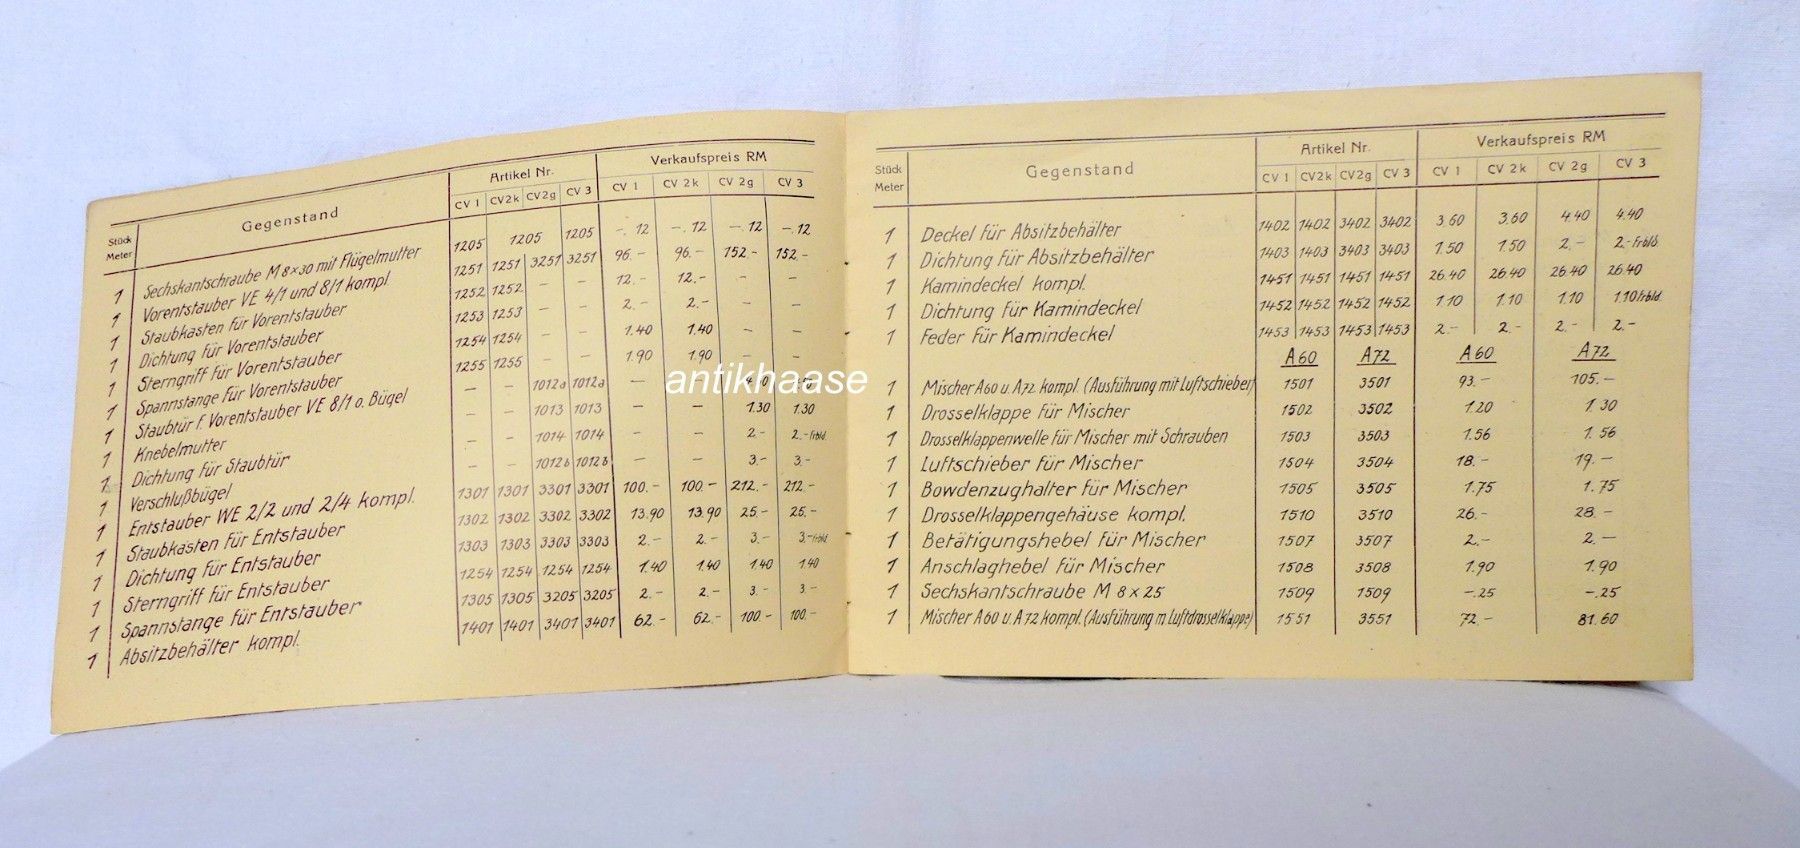 Stück Meter | Gegenstand | Artikel Nr. | Verkaufspreis RM
CV 1 | CV2k | CV2g | CV 3 | CV 1 | CV 2k | CV 2g | CV 3
1 | Sechskantschraube M 8×30 mit Flügelmutter | 1205 | 1205 | 1205 | –.12 | –.12 | –.12 | –.12
1 | Vorentstauber VE 4/1 und 8/1 kompl. | 1251 | 1251 | 3251 | 3251 | 96.– | 96.– | 152.– | 152.–
1 | Staubkasten für Vorentstauber | 1252 | 1252 | – | – | 12.– | 12.– | – | –
1 | Dichtung für Vorentstauber | 1253 | 1253 | – | – | 2.– | 2.– | – | –
1 | Sterngriff für Vorentstauber | 1254 | 1254 | – | – | 1.40 | 1.40 | – | –
1 | Spannstange für Vorentstauber | 1255 | 1255 | – | – | 1.90 | 1.90 | – | –
1 | Staubtür f. Vorentstauber VE 8/1 o. Bügel | – | – | 1012a | 1012a
1 | Knebelmutter | – | – | 1013 | 1013 | – | – | 1.30 | 1.30
1 | Dichtung für Staubtür | – | – | 1014 | 1014 | – | – | 2.– | 2.– frbld.
1 | Verschlußbügel | – | – | 1012b | 1012b | – | – | 3.– | 3.–
1 | Entstauber WE 2/2 und 2/4 kompl. | 1301 | 1301 | 3301 | 3301 | 100.– | 100.– | 212.– | 212.–
1 | Staubkasten für Entstauber | 1302 | 1302 | 3302 | 3302 | 13.90 | 13.90 | 25.– | 25.–
1 | Dichtung für Entstauber | 1303 | 1303 | 3303 | 3303 | 2.– | 2.– | 3.– | 3.– frbld.
1 | Sterngriff für Entstauber | 1254 | 1254 | 1254 | 1254 | 1.40 | 1.40 | 1.40 | 1.40
1 | Spannstange für Entstauber | 1305 | 1305 | 3205 | 3205 | 2.– | 2.– | 3.– | 3.–
1 | Absitzbehälter kompl. | 1401 | 1401 | 3401 | 3401 | 62.– | 62.– | 100.– | 100.–
antikhaase
Stück Meter | Gegenstand | Artikel Nr. | Verkaufspreis RM
CV 1 | CV2k | CV2g | CV 3 | CV 1 | CV 2k | CV 2g | CV 3
1 | Deckel für Absitzbehälter | 1402 | 1402 | 3402 | 3402 | 3.60 | 3.60 | 4.40 | 4.40
1 | Dichtung für Absitzbehälter | 1403 | 1403 | 3403 | 3403 | 1.50 | 1.50 | 2.– | 2.– frbld.
1 | Kamindeckel kompl. | 1451 | 1451 | 1451 | 1451 | 26.40 | 26.40 | 26.40 | 26.40
1 | Dichtung für Kamindeckel | 1452 | 1452 | 1452 | 1452 | 1.10 | 1.10 | 1.10 | 1.10 frbld.
1 | Feder für Kamindeckel | 1453 | 1453 | 1453 | 1453 | 2.– | 2.– | 2.– | 2.–
A60 | A72 | A60 | A72
1 | Mischer A60 u. A72 kompl. (Ausführung mit Luftschieber) | 1501 | 3501 | 93.– | 105.–
1 | Drosselklappe für Mischer | 1502 | 3502 | 1.20 | 1.30
1 | Drosselklappenwelle für Mischer mit Schrauben | 1503 | 3503 | 1.56 | 1.56
1 | Luftschieber für Mischer | 1504 | 3504 | 18.– | 19.–
1 | Bowdenzughalter für Mischer | 1505 | 3505 | 1.75 | 1.75
1 | Drosselklappengehäuse kompl. | 1510 | 3510 | 26.– | 28.–
1 | Betätigungshebel für Mischer | 1507 | 3507 | 2.– | 2.–
1 | Anschlaghebel für Mischer | 1508 | 3508 | 1.90 | 1.90
1 | Sechskantschraube M 8×25 | 1509 | 1509 | –.25 | –.25
1 | Mischer A60 u. A72 kompl. (Ausführung m. Luftdrosselklappe) | 1551 | 3551 | 72.– | 81.60